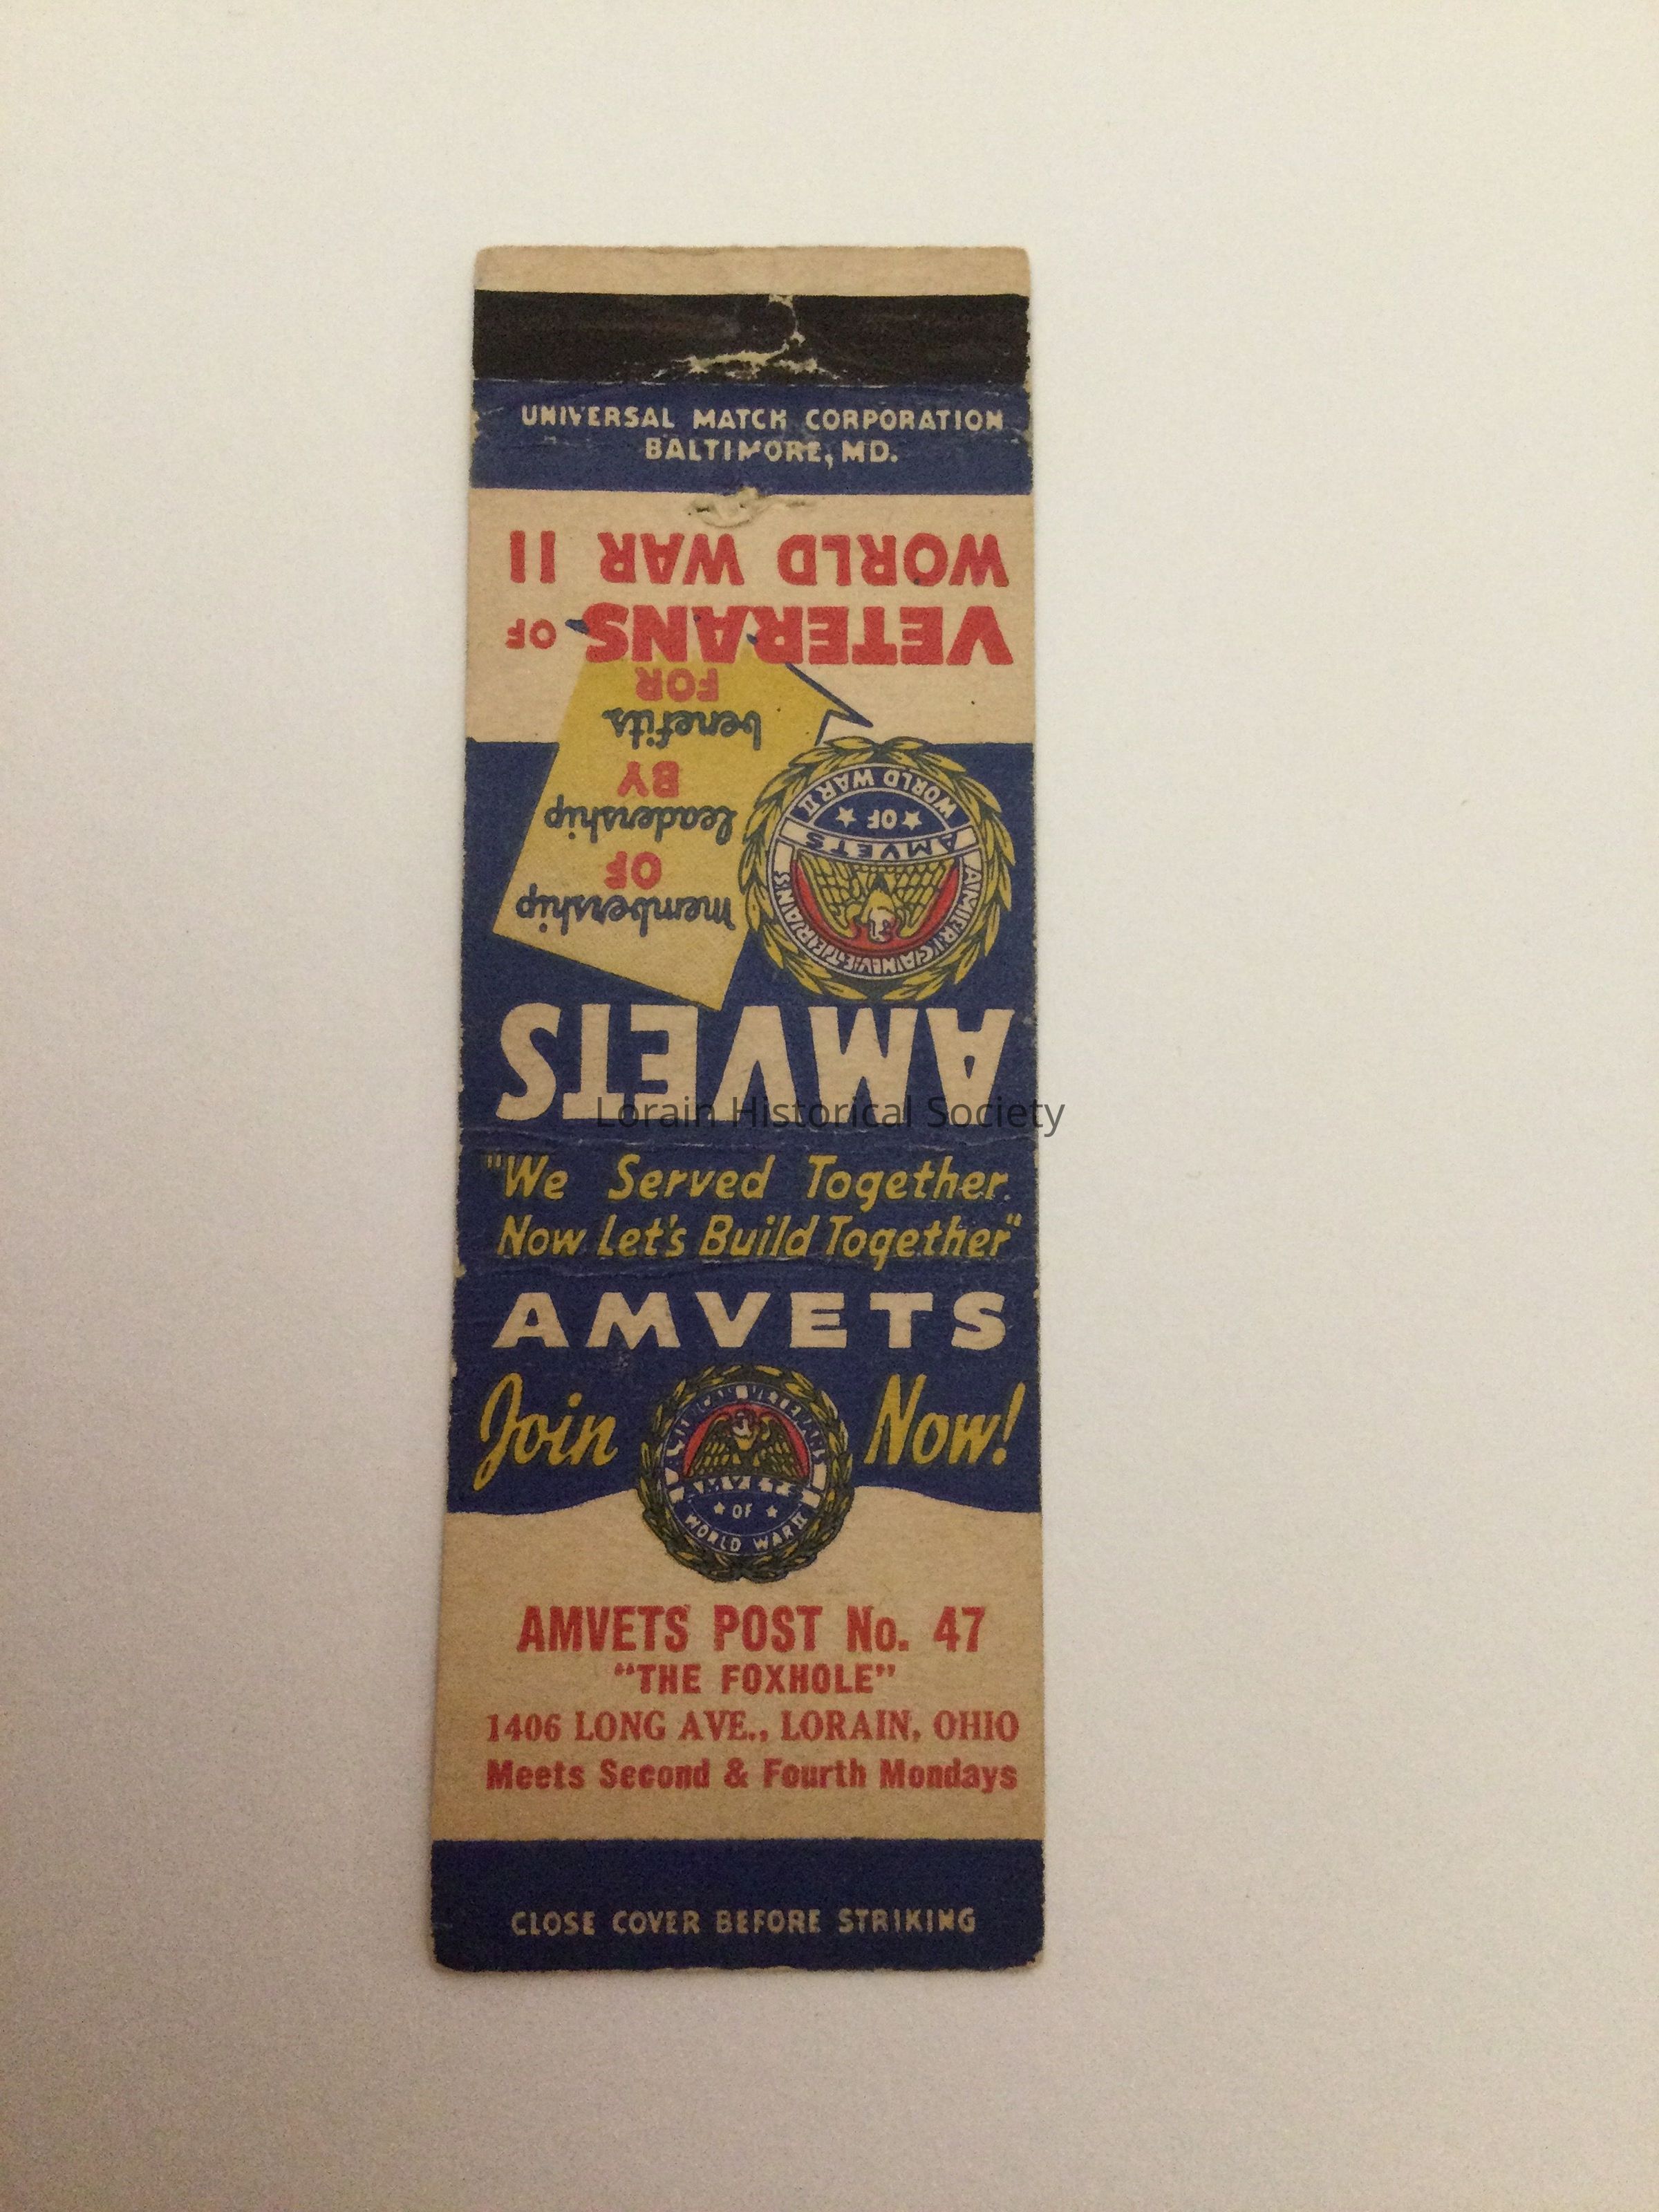 UNIVERSAL MATCH CORPORATION
BALTIMORE, MD.
AMVETS
AMERICAN VETERANS
AMVETS
OF
WORLD WAR II
membership
OF
leadership
BY
benefits
FOR
VETERANS OF
WORLD WAR II
Lorain Historical Society
"We Served Together.
Now Let's Build Together"
AMVETS
Join Now!
AMERICAN VETERANS
AMVETS
OF
WORLD WAR II
AMVETS POST No. 47
"THE FOXHOLE"
1406 LONG AVE., LORAIN, OHIO
Meets Second & Fourth Mondays
CLOSE COVER BEFORE STRIKING